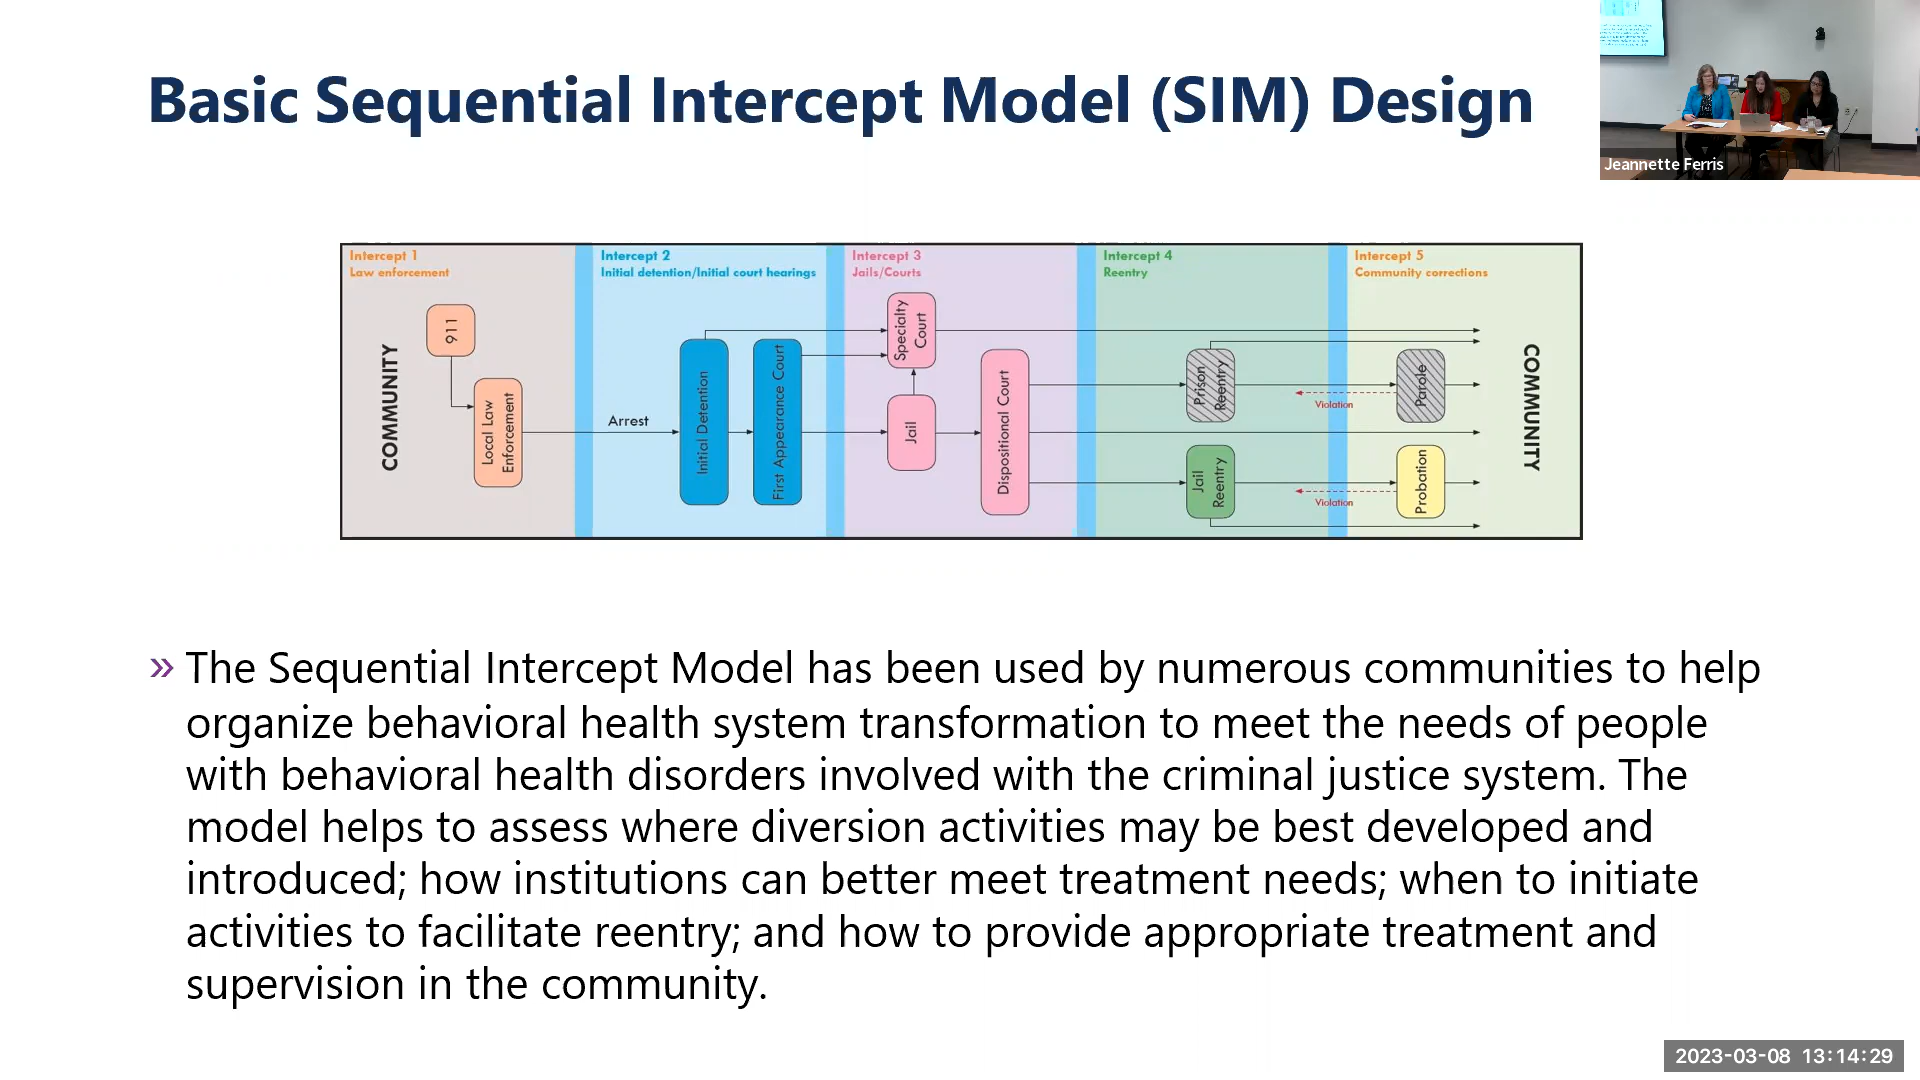 Basic Sequential Intercept Model (SIM) Design
Jeannette Ferris
Intercept 1
Law enforcement
Intercept 2
Initial detention/Initial court hearings
Intercept 3
Jails/Courts
Intercept 4
Reentry
Intercept 5
Community corrections
COMMUNITY
911
Local Law
Enforcement
Arrest
Initial Detention
First Appearance Court
Specialty
Court
Jail
Dispositional Court
Prison
Reentry
Jail
Reentry
Violation
Violation
Parole
Probation
COMMUNITY
» The Sequential Intercept Model has been used by numerous communities to help
organize behavioral health system transformation to meet the needs of people
with behavioral health disorders involved with the criminal justice system. The
model helps to assess where diversion activities may be best developed and
introduced; how institutions can better meet treatment needs; when to initiate
activities to facilitate reentry; and how to provide appropriate treatment and
supervision in the community.
2023-03-08 13:14:29